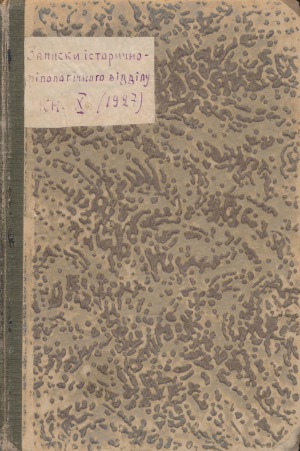 Записки історично-
філологічного відділу
Кн. X. (1927)